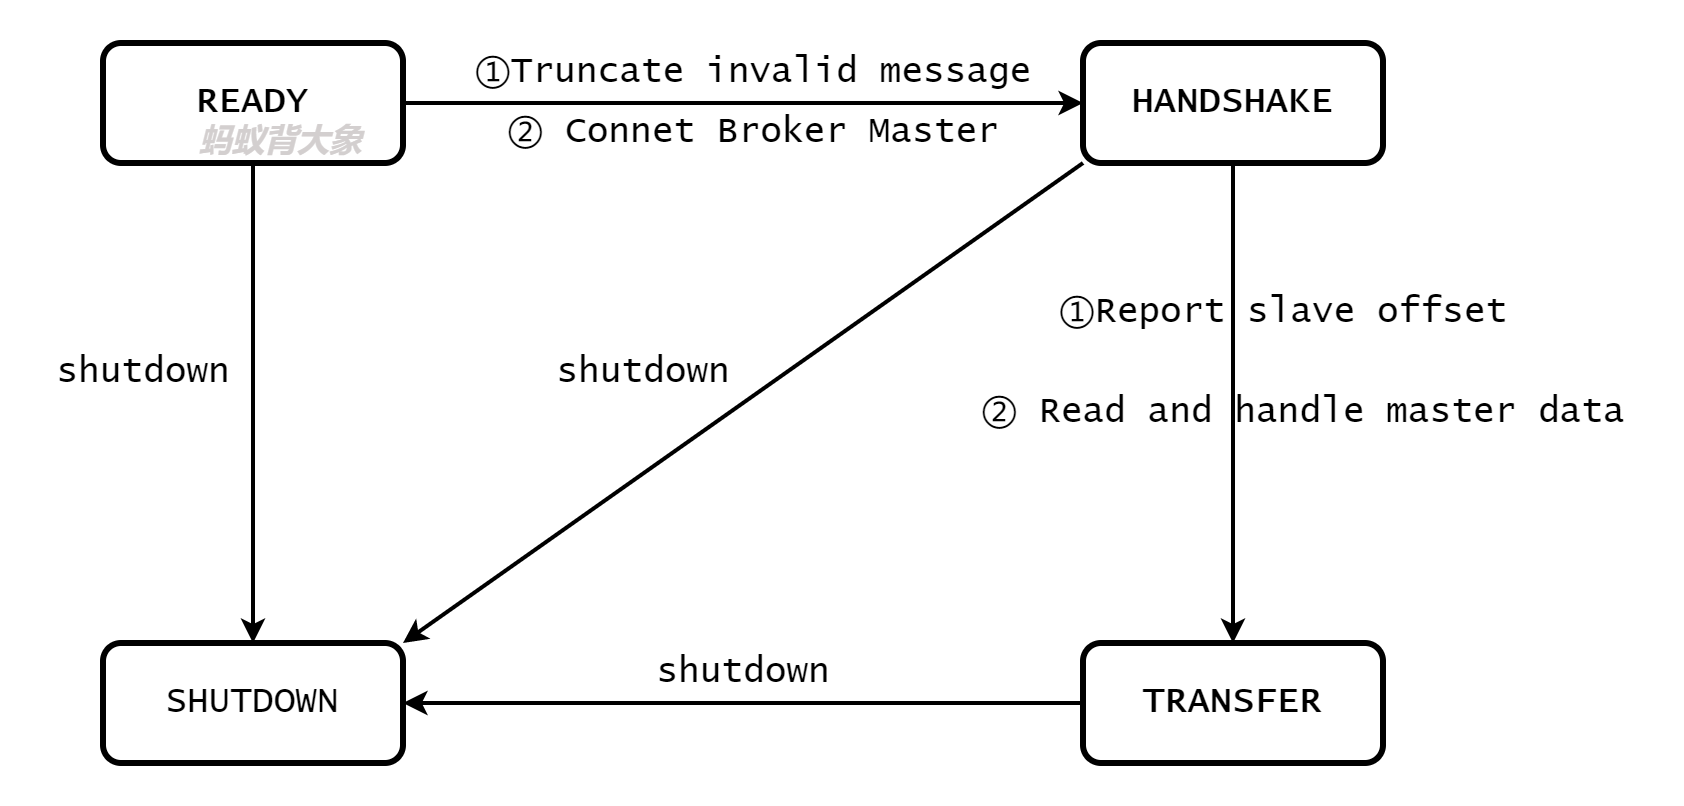 ①Truncate invalid message
READY
HANDSHAKE
② Connet Broker Master
蚂蚁背大象
①Report slave offset
shutdown
shutdown
② Read and handle master data
shutdown
SHUTDOWN
TRANSFER